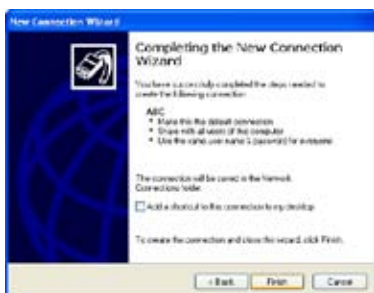 New Connection Wizard
Completing the New Connection
Wizard
You have successfully completed the steps needed to
create the following connection:
ABC
* Make this the default connection
* Share with all users of this computer
* Use the same user name & password for everyone
The connection will be saved in the Network
Connections folder.
Add a shortcut to this connection to my desktop
To create the connection and close this wizard, click Finish.
< Back
Finish
Cancel